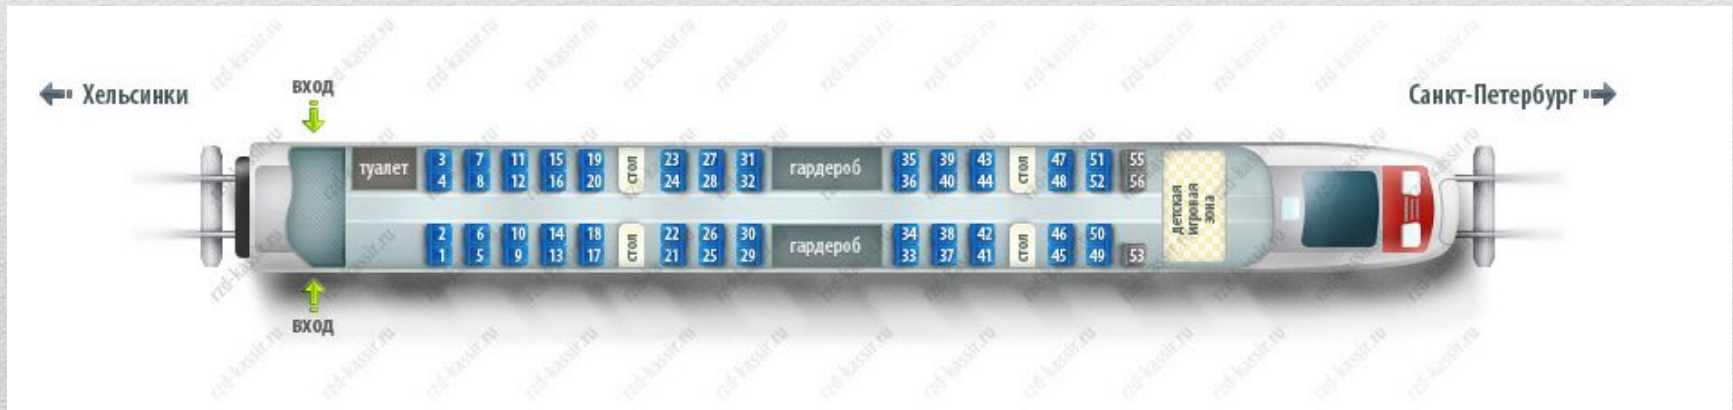 Хельсинки
Санкт-Петербург
вход
туалет
3 7 11 15 19 стол 23 27 31 гардероб 35 39 43 стол 47 51 55
4 8 12 16 20 24 28 32 36 40 44 48 52 56
детская
игровая
зона
2 6 10 14 18 стол 22 26 30 гардероб 34 38 42 стол 46 50
1 5 9 13 17 21 25 29 33 37 41 45 49 53
вход
rzd-kassir.ru